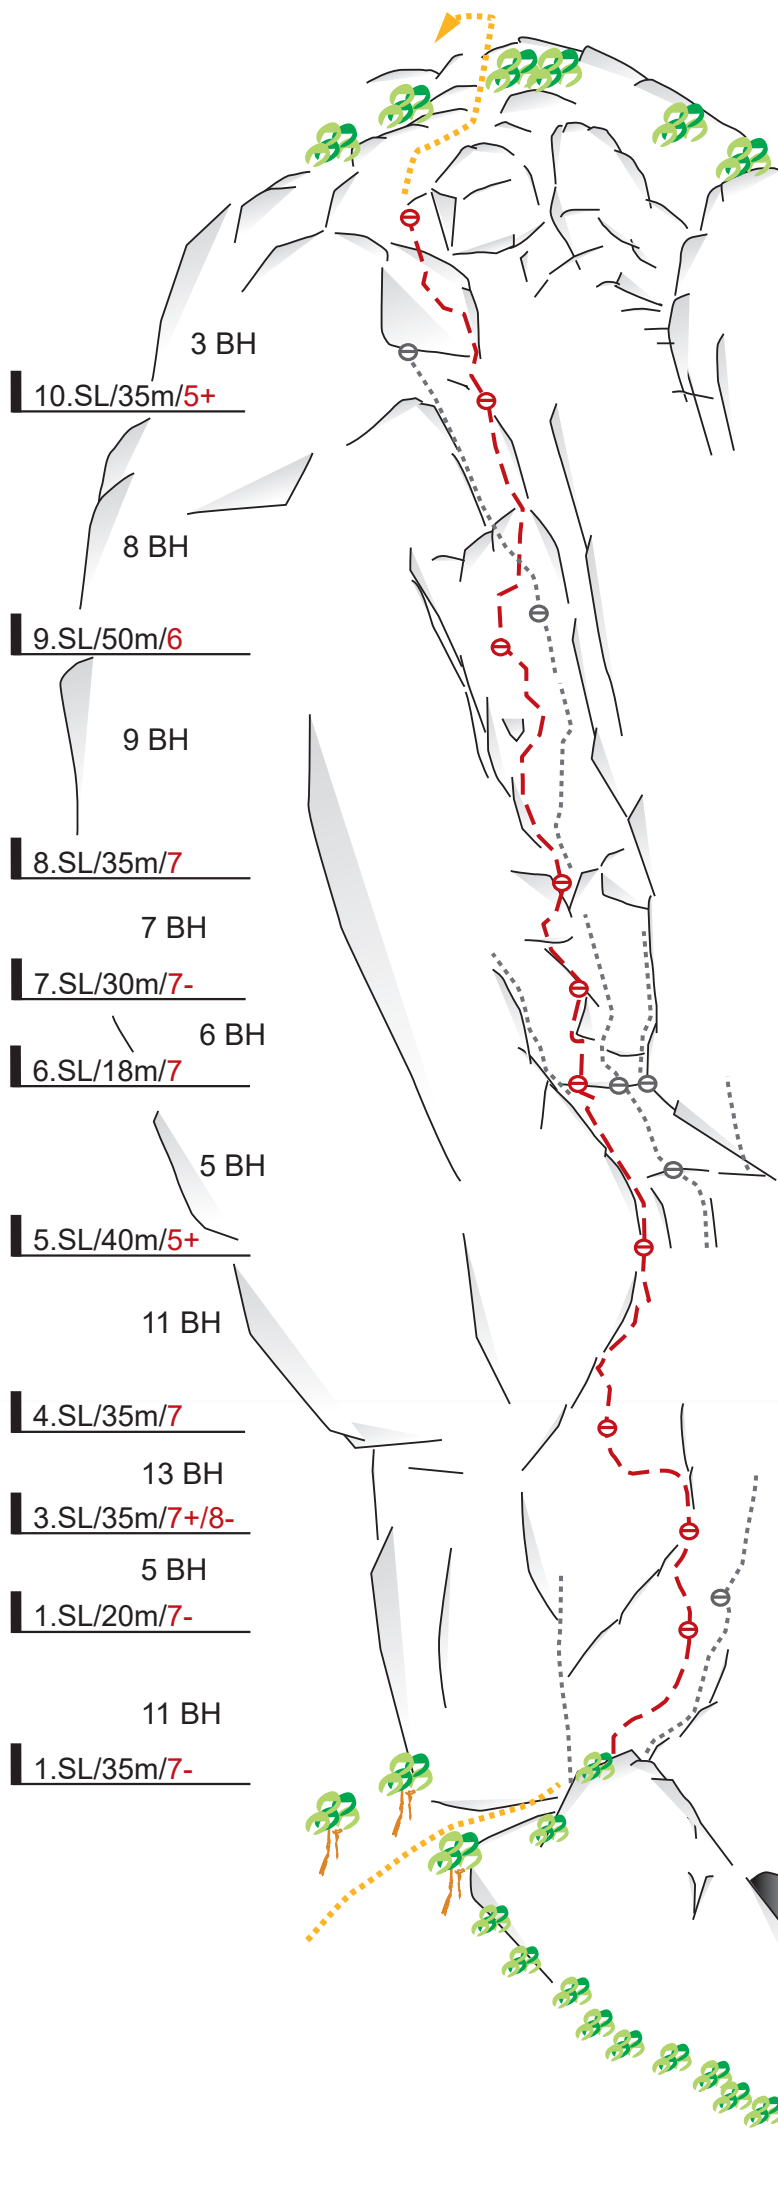 3 BH
10.SL/35m/5+
8 BH
9.SL/50m/6
9 BH
8.SL/35m/7
7 BH
7.SL/30m/7-
6 BH
6.SL/18m/7
5 BH
5.SL/40m/5+
11 BH
4.SL/35m/7
13 BH
3.SL/35m/7+/8-
5 BH
1.SL/20m/7-
11 BH
1.SL/35m/7-